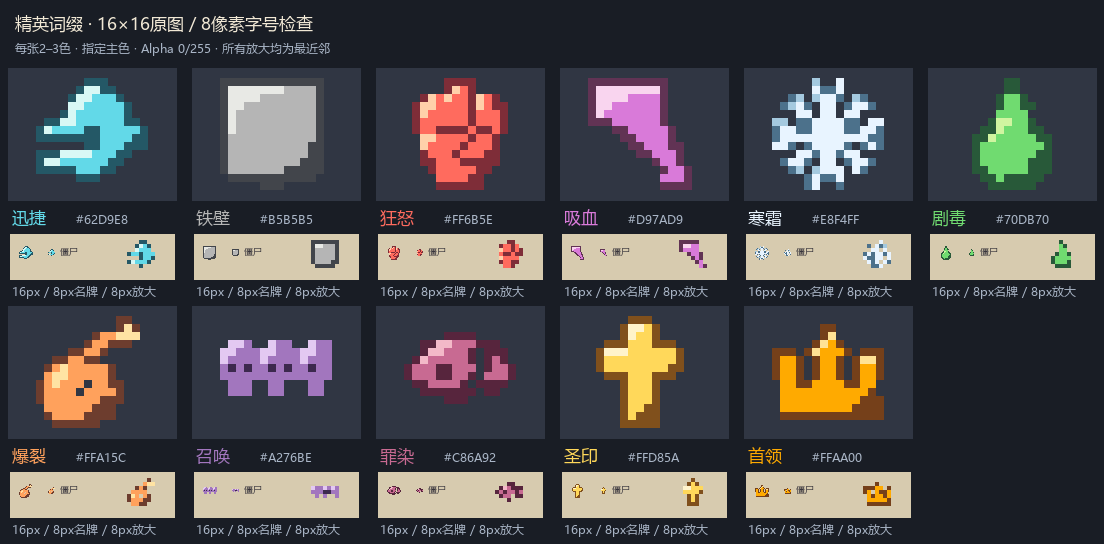 精英词缀 · 16×16原图 / 8像素字号检查
每张2–3色 · 指定主色 · Alpha 0/255 · 所有放大均为最近邻
迅捷 #62D9E8
铁壁 #B5B5B5
狂怒 #FF6B5E
吸血 #D97AD9
寒霜 #E8F4FF
剧毒 #70DB70
僵尸
僵尸
僵尸
僵尸
僵尸
僵尸
16px / 8px名牌 / 8px放大
16px / 8px名牌 / 8px放大
16px / 8px名牌 / 8px放大
16px / 8px名牌 / 8px放大
16px / 8px名牌 / 8px放大
16px / 8px名牌 / 8px放大
爆裂 #FFA15C
召唤 #A276BE
罪染 #C86A92
圣印 #FFD85A
首领 #FFAA00
僵尸
僵尸
僵尸
僵尸
僵尸
16px / 8px名牌 / 8px放大
16px / 8px名牌 / 8px放大
16px / 8px名牌 / 8px放大
16px / 8px名牌 / 8px放大
16px / 8px名牌 / 8px放大